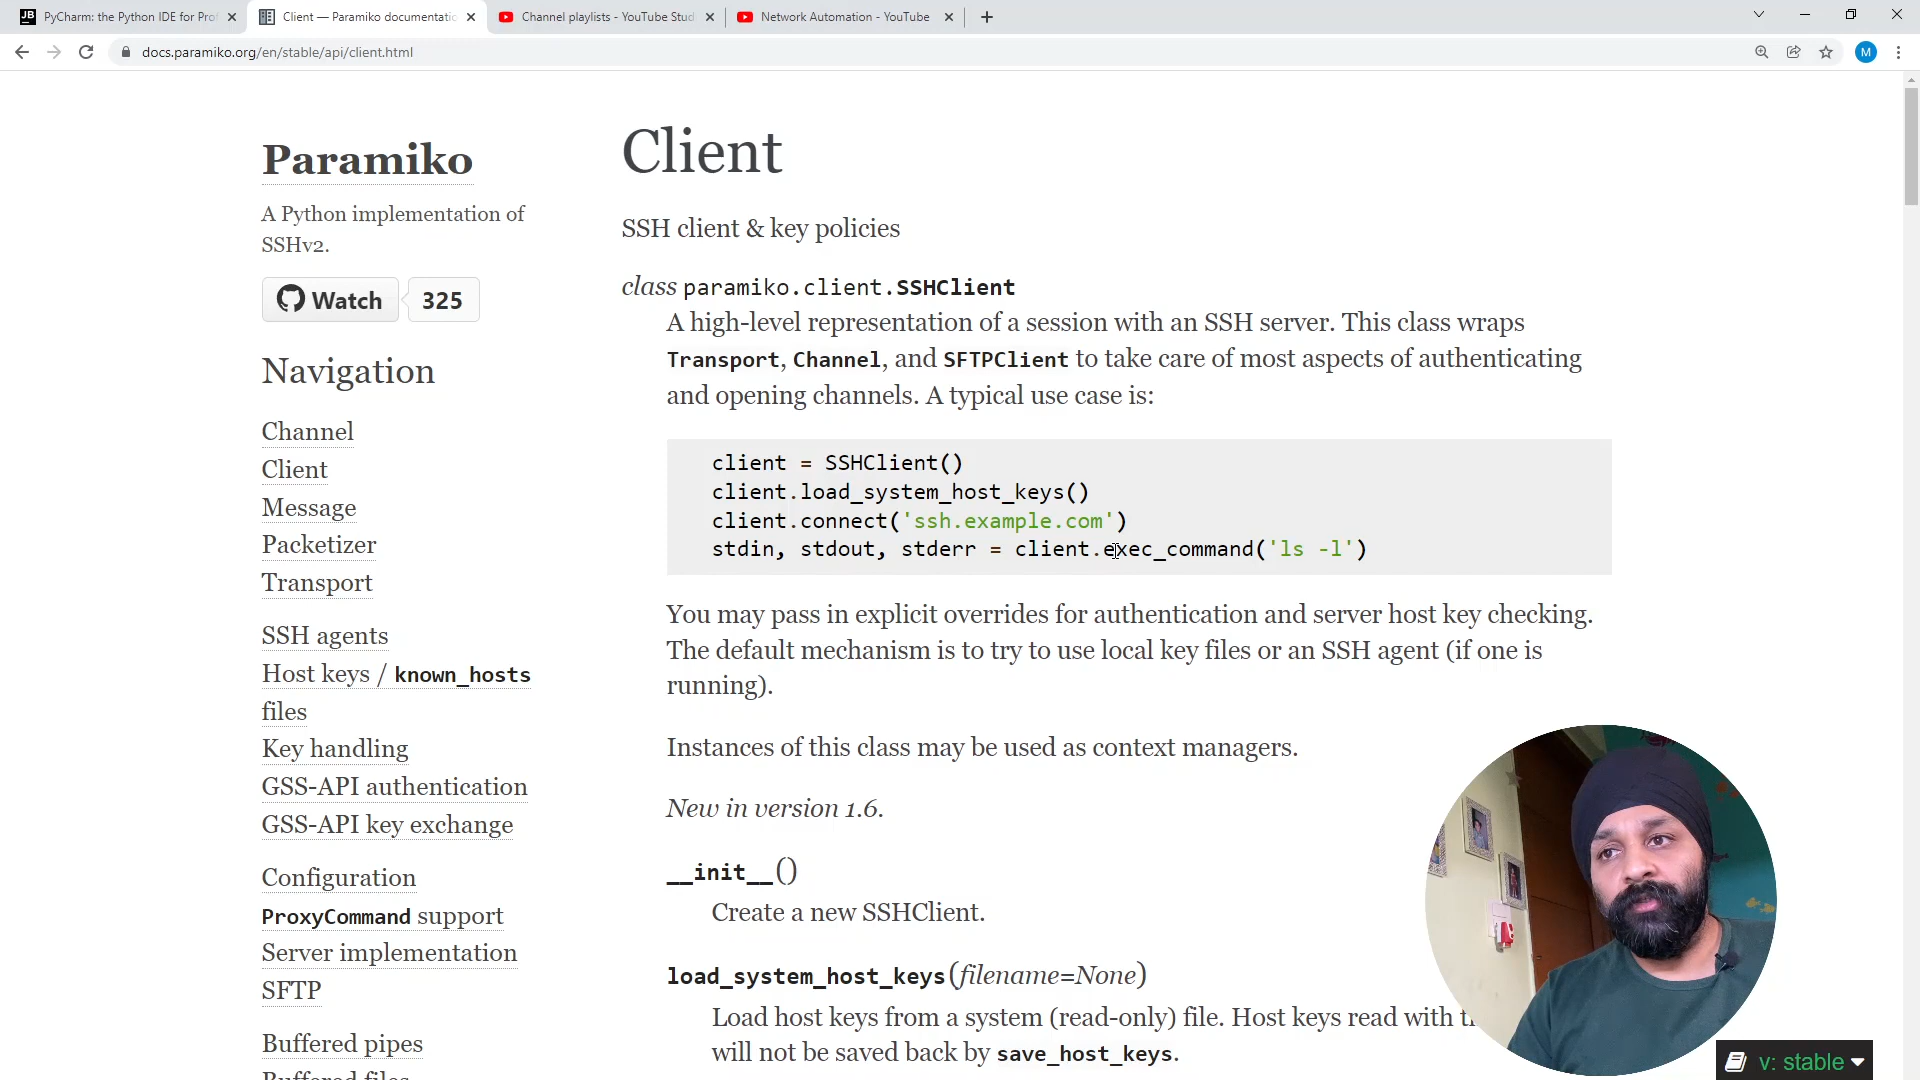 PyCharm: the Python IDE for Prof
Client — Paramiko documentatio
Channel playlists - YouTube Stud
Network Automation - YouTube
docs.paramiko.org/en/stable/api/client.html
M
Paramiko
A Python implementation of
SSHv2.
Watch 325
Navigation
Channel
Client
Message
Packetizer
Transport
SSH agents
Host keys / known_hosts
files
Key handling
GSS-API authentication
GSS-API key exchange
Configuration
ProxyCommand support
Server implementation
SFTP
Buffered pipes
Buffered files
Client
SSH client & key policies
class paramiko.client.SSHClient
A high-level representation of a session with an SSH server. This class wraps
Transport, Channel, and SFTPClient to take care of most aspects of authenticating
and opening channels. A typical use case is:
client = SSHClient()
client.load_system_host_keys()
client.connect('ssh.example.com')
stdin, stdout, stderr = client.exec_command('ls -l')
You may pass in explicit overrides for authentication and server host key checking.
The default mechanism is to try to use local key files or an SSH agent (if one is
running).
Instances of this class may be used as context managers.
New in version 1.6.
__init__()
Create a new SSHClient.
load_system_host_keys(filename=None)
Load host keys from a system (read-only) file. Host keys read with
will not be saved back by save_host_keys.
v: stable